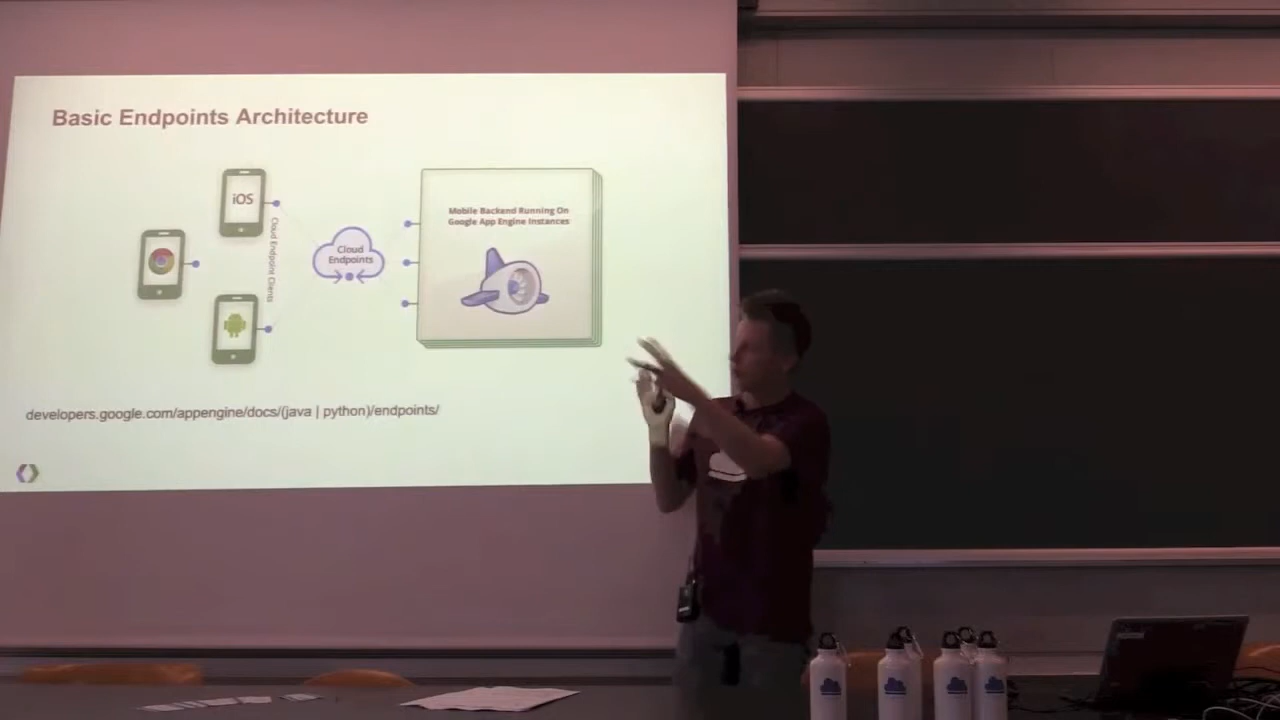 Basic Endpoints Architecture
iOS
Cloud Endpoint Clients
Cloud
Endpoints
Mobile Backend Running On
Google App Engine Instances
developers.google.com/appengine/docs/(java | python)/endpoints/